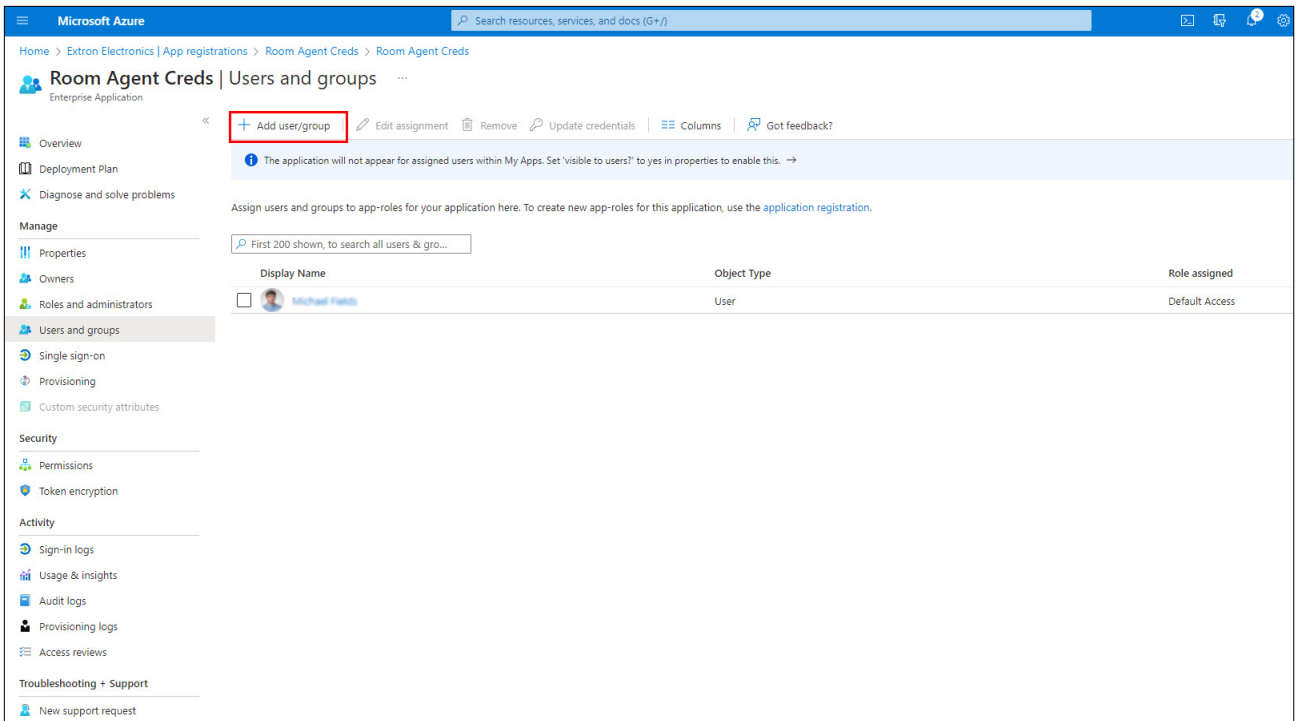 Microsoft Azure
Search resources, services, and docs (G+/)
2
Home > Extron Electronics | App registrations > Room Agent Creds > Room Agent Creds
Room Agent Creds | Users and groups ...
Enterprise Application
«
Overview
Deployment Plan
Diagnose and solve problems
Manage
Properties
Owners
Roles and administrators
Users and groups
Single sign-on
Provisioning
Custom security attributes
Security
Permissions
Token encryption
Activity
Sign-in logs
Usage & insights
Audit logs
Provisioning logs
Access reviews
Troubleshooting + Support
New support request
+ Add user/group Edit assignment Remove Update credentials Columns Got feedback?
The application will not appear for assigned users within My Apps. Set 'visible to users?' to yes in properties to enable this. →
Assign users and groups to app-roles for your application here. To create new app-roles for this application, use the application registration.
First 200 shown, to search all users & gro...
Display Name Object Type Role assigned
User Default Access